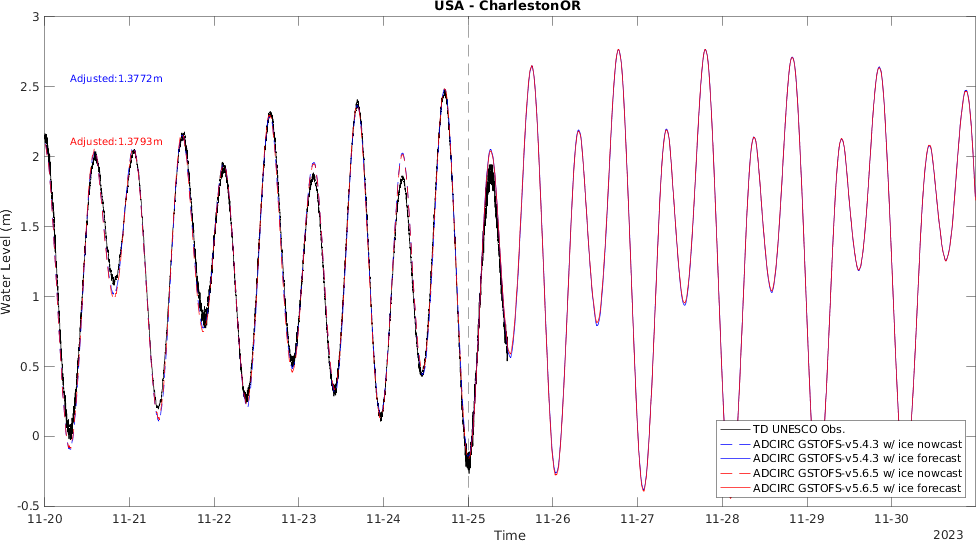 USA - CharlestonOR
3
2.5
2
1.5
1
0.5
0
-0.5
Water Level (m)
Adjusted:1.3772m
Adjusted:1.3793m
TD UNESCO Obs.
ADCIRC GSTOFS-v5.4.3 w/ ice nowcast
ADCIRC GSTOFS-v5.4.3 w/ ice forecast
ADCIRC GSTOFS-v5.6.5 w/ ice nowcast
ADCIRC GSTOFS-v5.6.5 w/ ice forecast
11-20 11-21 11-22 11-23 11-24 11-25 11-26 11-27 11-28 11-29 11-30
Time
2023